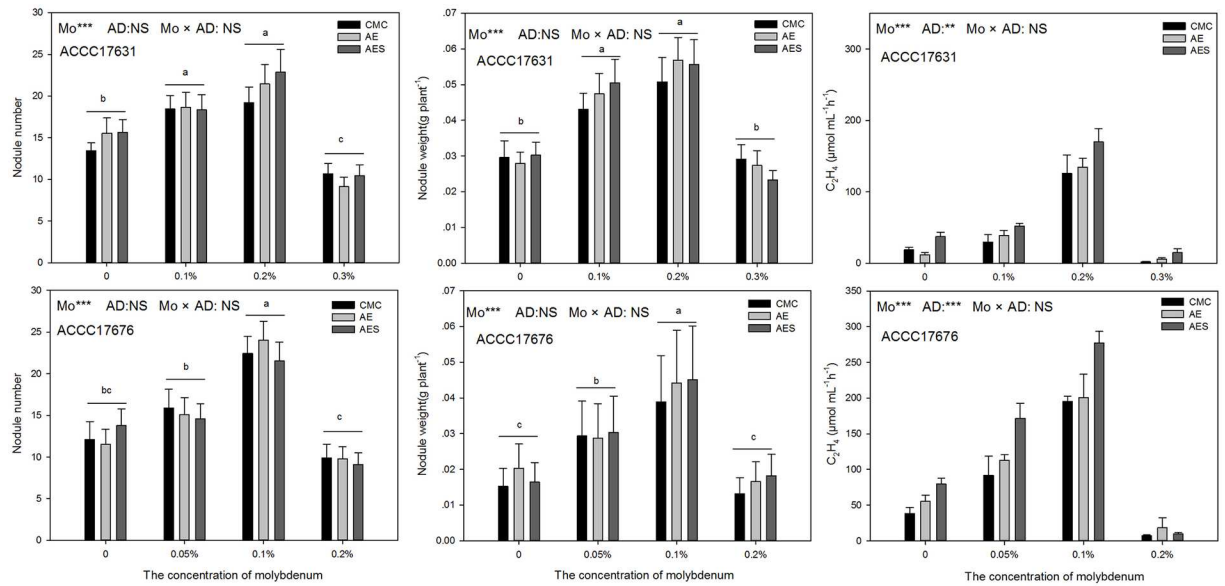 Mo*** AD:NS Mo × AD: NS
ACCC17631
CMC
AE
AES
a
a
b
c
Nodule number
30
25
20
15
10
5
0
0 0.1% 0.2% 0.3%
Mo*** AD:NS Mo × AD: NS
ACCC17631
CMC
AE
AES
a
a
b
b
Nodule weight(g plant⁻¹)
.07
.06
.05
.04
.03
.02
.01
0.00
0 0.1% 0.2% 0.3%
Mo*** AD:** Mo × AD: NS
ACCC17631
CMC
AE
AES
C₂H₄ (μmol mL⁻¹h⁻¹)
300
200
100
0
0 0.1% 0.2% 0.3%
Mo*** AD:NS Mo × AD: NS
ACCC17676
CMC
AE
AES
a
b
bc
c
Nodule number
30
25
20
15
10
5
0
0 0.05% 0.1% 0.2%
Mo*** AD:NS Mo × AD: NS
ACCC17676
CMC
AE
AES
a
b
c
c
Nodule weight(g plant⁻¹)
.06
.04
.03
.02
.01
0.00
0 0.05% 0.1% 0.2%
Mo*** AD:*** Mo × AD: NS
ACCC17676
CMC
AE
AES
C₂H₄ (μmol mL⁻¹h⁻¹)
350
300
250
200
150
100
50
0
0 0.05% 0.1% 0.2%
The concentration of molybdenum
The concentration of molybdenum
The concentration of molybdenum